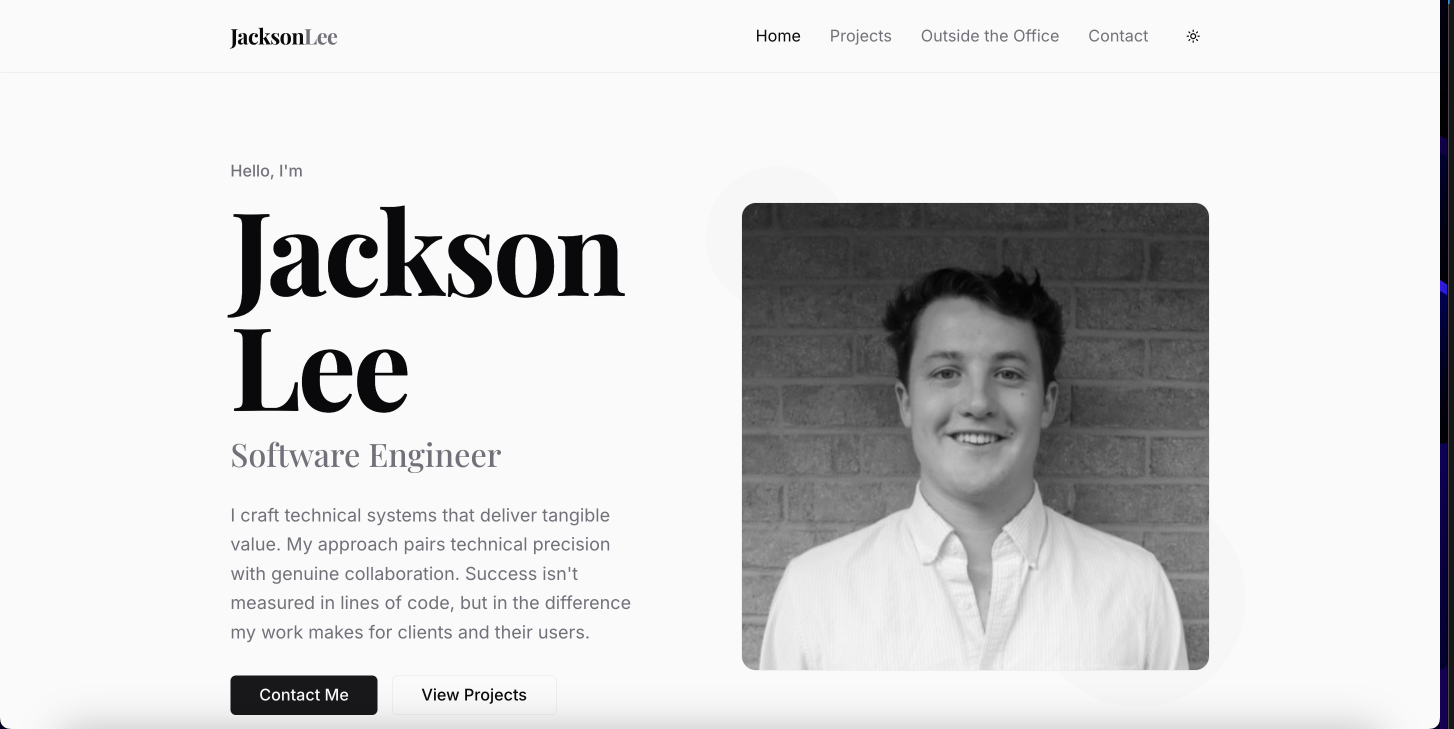 JacksonLee
Home Projects Outside the Office Contact
Hello, I'm
Jackson
Lee
Software Engineer
I craft technical systems that deliver tangible
value. My approach pairs technical precision
with genuine collaboration. Success isn't
measured in lines of code, but in the difference
my work makes for clients and their users.
Contact Me View Projects